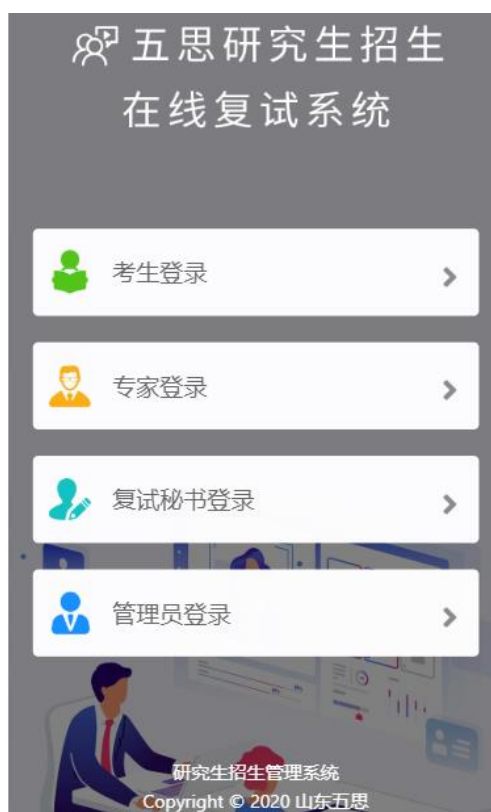 五思研究生招生
在线复试系统
考生登录
专家登录
复试秘书登录
管理员登录
研究生招生管理系统
Copyright © 2020 山东五思